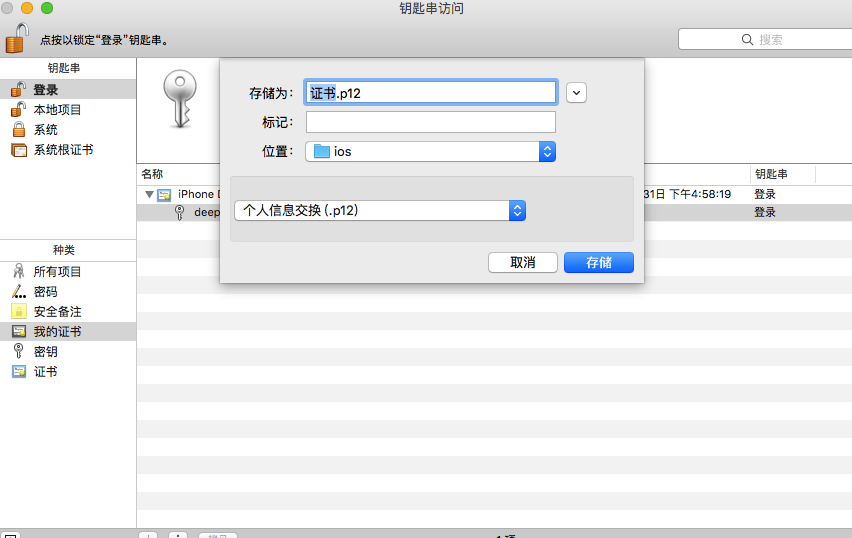 钥匙串访问
点按以锁定“登录”钥匙串。
搜索
钥匙串
登录
本地项目
系统
系统根证书
种类
所有项目
密码
安全备注
我的证书
密钥
证书
存储为：
证书.p12
标记：
位置：
ios
个人信息交换 (.p12)
取消
存储
名称
钥匙串
iPhone D
31日 下午4:58:19
登录
deep
登录